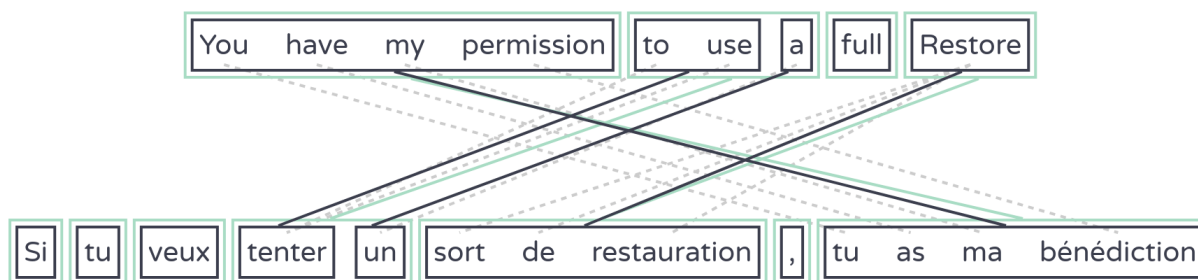 You have my permission to use a full Restore
Si tu veux tenter un sort de restauration , tu as ma bénédiction